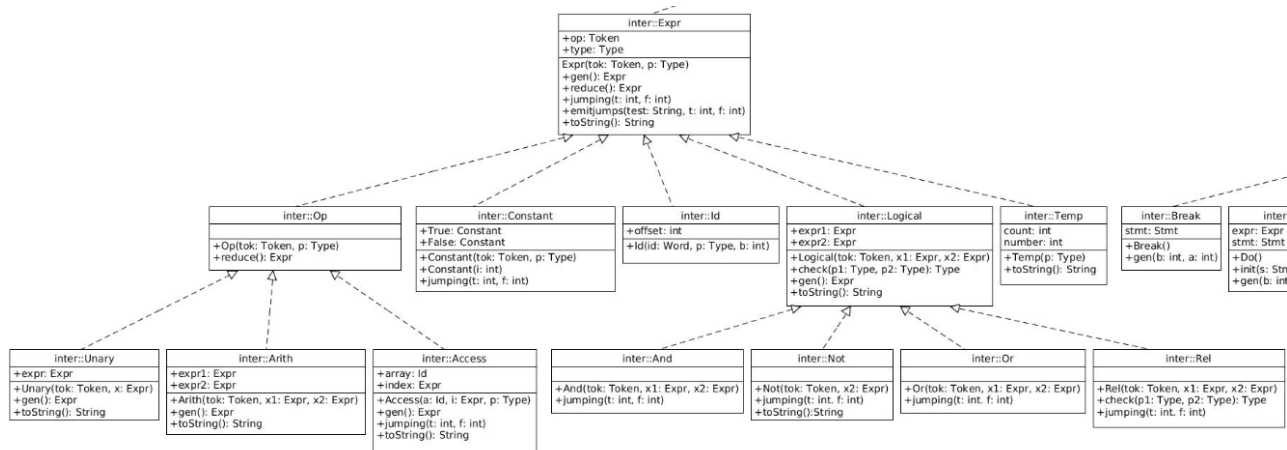 inter::Expr
+op: Token
+type: Type
Expr(tok: Token, p: Type)
+gen(): Expr
+reduce(): Expr
+jumping(t: int, f: int)
+emitjumps(test: String, t: int, f: int)
+toString(): String
inter::Op
+Op(tok: Token, p: Type)
+reduce(): Expr
inter::Constant
+True: Constant
+False: Constant
+Constant(tok: Token, p: Type)
+Constant(i: int)
+jumping(t: int, f: int)
inter::Id
+offset: int
+Id(id: Word, p: Type, b: int)
inter::Logical
+expr1: Expr
+expr2: Expr
+Logical(tok: Token, x1: Expr, x2: Expr)
+check(p1: Type, p2: Type): Type
+gen(): Expr
+toString(): String
inter::Temp
count: int
number: int
+Temp(p: Type)
+toString(): String
inter::Break
stmt: Stmt
+Break()
+gen(b: int, a: int)
inter
expr: Expr
stmt: Stmt
+Do()
+init(s: Stm
+gen(b: int
inter::Unary
+expr: Expr
+Unary(tok: Token, x: Expr)
+gen(): Expr
+toString(): String
inter::Arith
+expr1: Expr
+expr2: Expr
+Arith(tok: Token, x1: Expr, x2: Expr)
+gen(): Expr
+toString(): String
inter::Access
+array: Id
+index: Expr
+Access(a: Id, i: Expr, p: Type)
+gen(): Expr
+jumping(t: int, f: int)
+toString(): String
inter::And
+And(tok: Token, x1: Expr, x2: Expr)
+jumping(t: int, f: int)
inter::Not
+Not(tok: Token, x2: Expr)
+jumping(t: int. f: int)
+toString():String
inter::Or
+Or(tok: Token, x1: Expr, x2: Expr)
+jumping(t: int. f: int)
inter::Rel
+Rel(tok: Token, x1: Expr, x2: Expr)
+check(p1: Type, p2: Type): Type
+jumping(t: int. f: int)